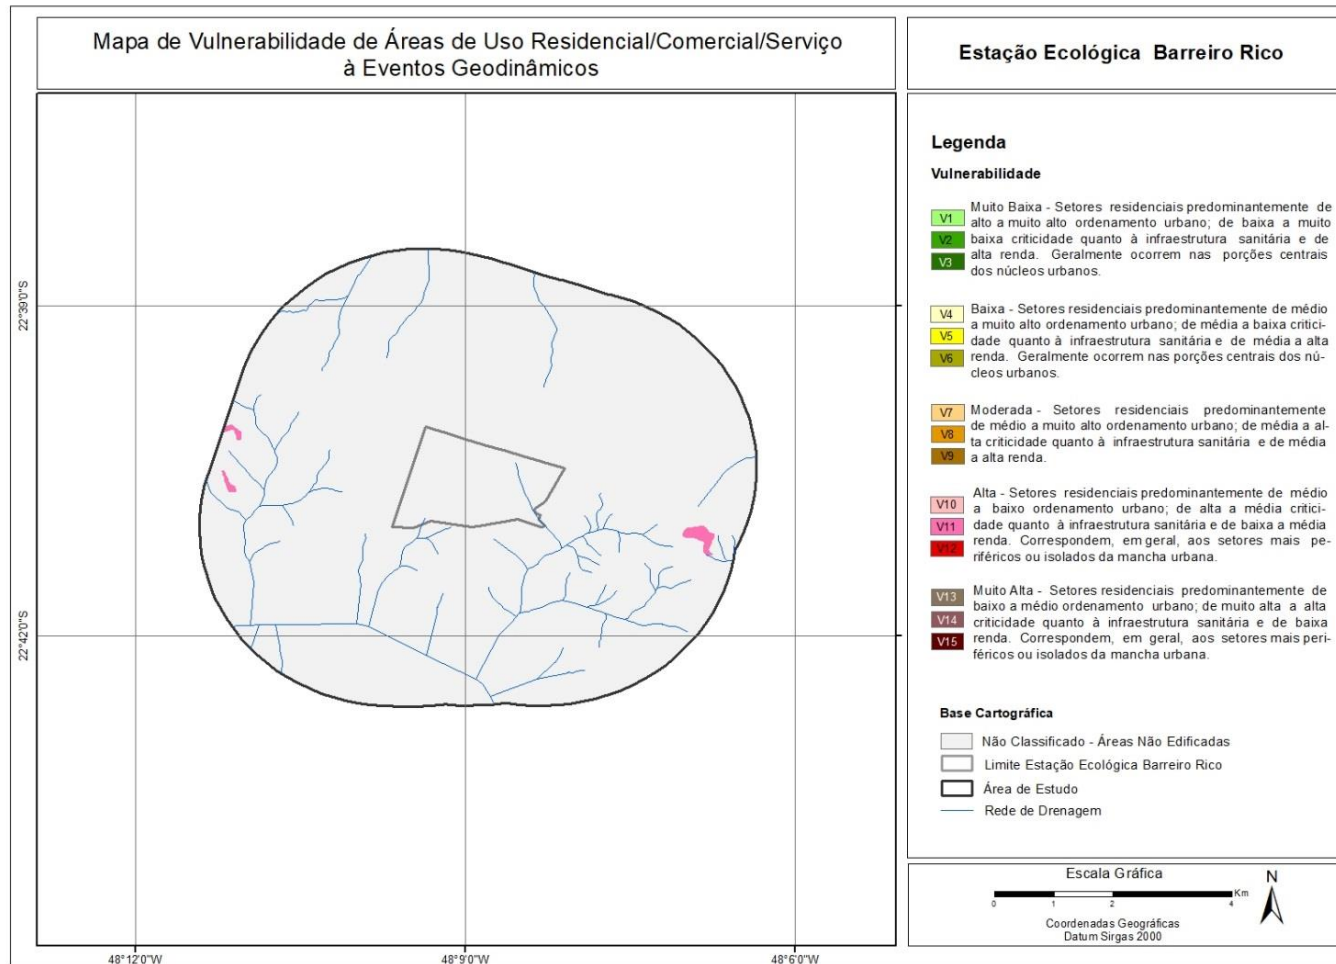 Mapa de Vulnerabilidade de Áreas de Uso Residencial/Comercial/Serviço
à Eventos Geodinâmicos
Estação Ecológica Barreiro Rico
22°39'0"S
22°42'0"S
48°12'0"W
48°9'0"W
48°6'0"W
Legenda
Vulnerabilidade
V1
V2
V3
Muito Baixa - Setores residenciais predominantemente de
alto a muito alto ordenamento urbano; de baixa a muito
baixa criticidade quanto à infraestrutura sanitária e de
alta renda. Geralmente ocorrem nas porções centrais
dos núcleos urbanos.
V4
V5
V6
Baixa - Setores residenciais predominantemente de médio
a muito alto ordenamento urbano; de média a baixa critici-
dade quanto à infraestrutura sanitária e de média a alta
renda. Geralmente ocorrem nas porções centrais dos nú-
cleos urbanos.
V7
V8
V9
Moderada - Setores residenciais predominantemente
de médio a muito alto ordenamento urbano; de média a al-
ta criticidade quanto à infraestrutura sanitária e de média
a alta renda.
V10
V11
V12
Alta - Setores residenciais predominantemente de médio
a baixo ordenamento urbano; de alta a média critici-
dade quanto à infraestrutura sanitária e de baixa a média
renda. Correspondem, em geral, aos setores mais pe-
riféricos ou isolados da mancha urbana.
V13
V14
V15
Muito Alta - Setores residenciais predominantemente de
baixo a médio ordenamento urbano; de muito alta a alta
criticidade quanto à infraestrutura sanitária e de baixa
renda. Correspondem, em geral, aos setores mais peri-
féricos ou isolados da mancha urbana.
Base Cartográfica
Não Classificado - Áreas Não Edificadas
Limite Estação Ecológica Barreiro Rico
Área de Estudo
Rede de Drenagem
Escala Gráfica
N
Km
0 1 2 4
Coordenadas Geográficas
Datum Sirgas 2000